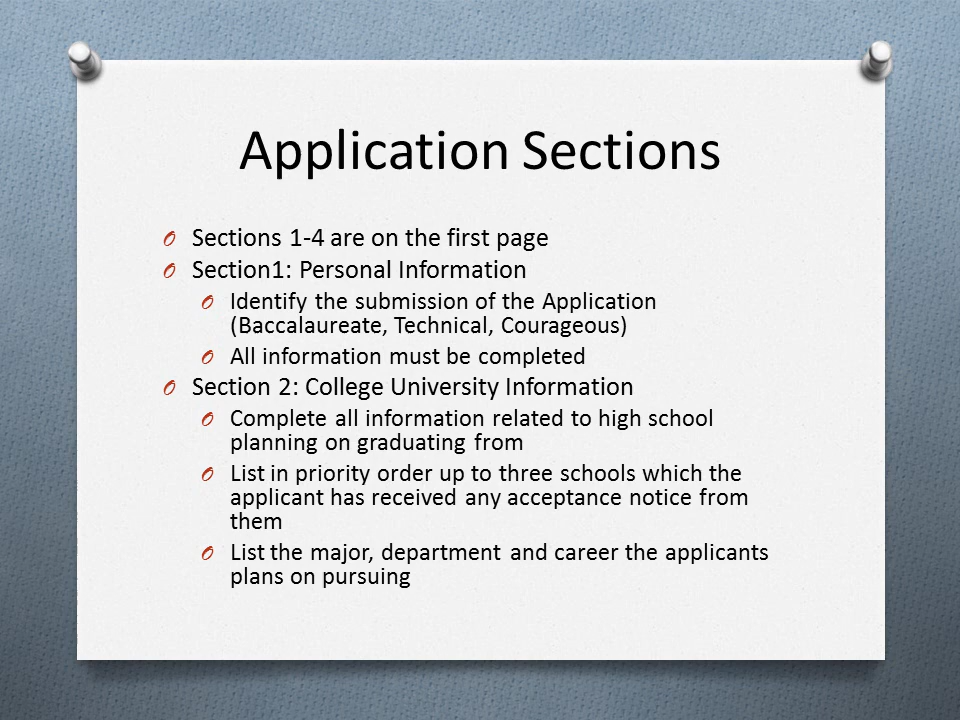 Application Sections
Sections 1-4 are on the first page
Section1: Personal Information
Identify the submission of the Application
(Baccalaureate, Technical, Courageous)
All information must be completed
Section 2: College University Information
Complete all information related to high school
planning on graduating from
List in priority order up to three schools which the
applicant has received any acceptance notice from
them
List the major, department and career the applicants
plans on pursuing